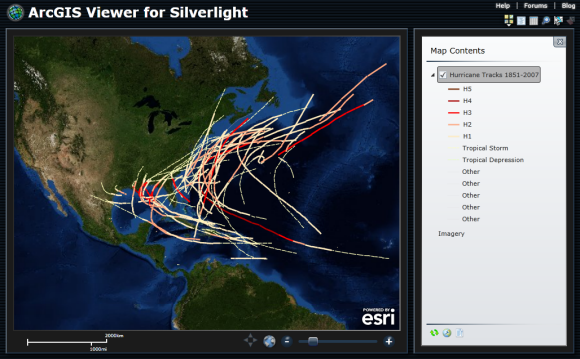 ArcGIS Viewer for Silverlight
Help | Forums | Blog
Map Contents
Hurricane Tracks 1851-2007
H5
H4
H3
H2
H1
Tropical Storm
Tropical Depression
Other
Other
Other
Other
Other
Imagery
POWERED BY
esri
2000km
1000mi